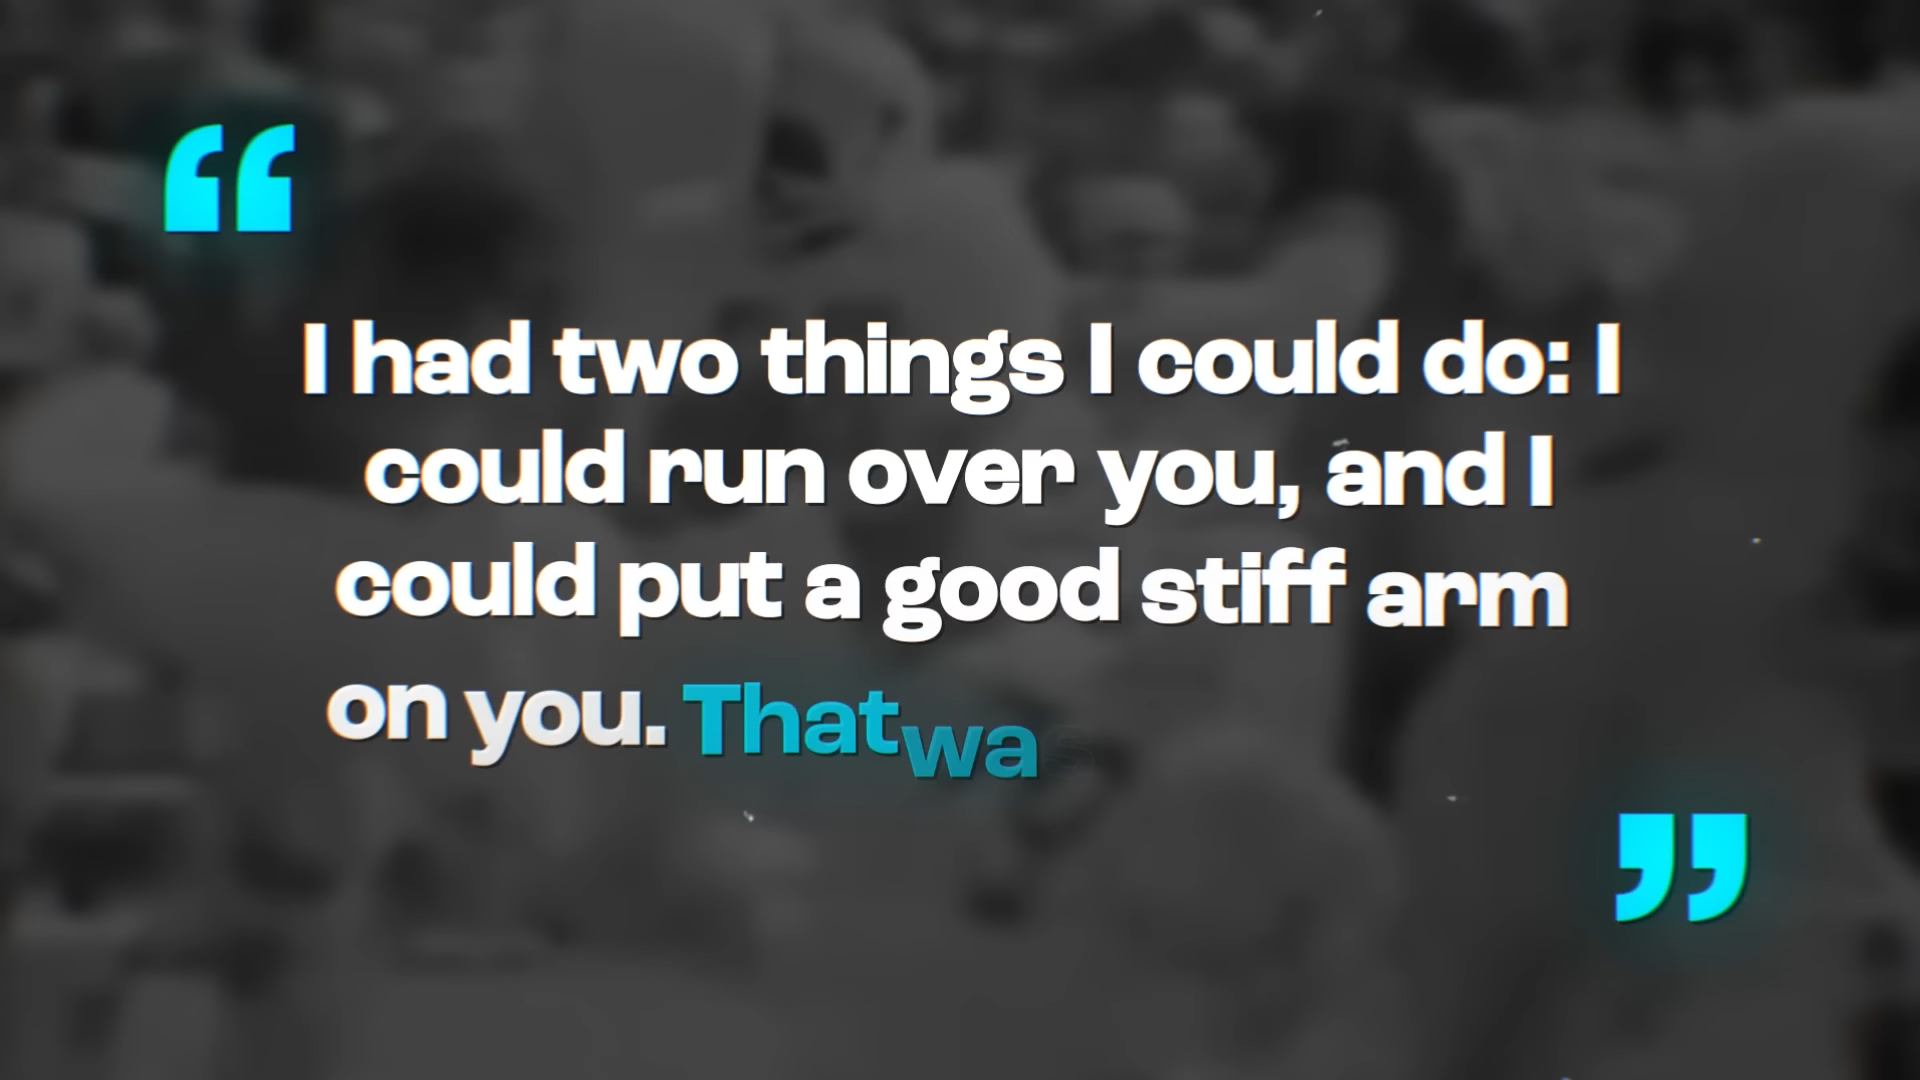 “
I had two things I could do: I
could run over you, and I
could put a good stiff arm
on you. That wa
”